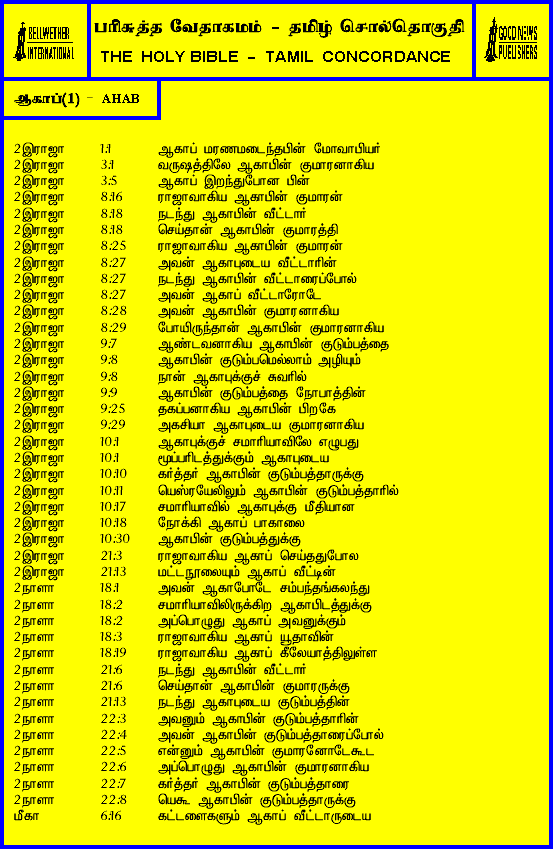 BELLWETHER
INTERNATIONAL
பரிசுத்த வேதாகமம் - தமிழ் சொல்தொகுதி
THE HOLY BIBLE - TAMIL CONCORDANCE
GOOD NEWS
PUBLISHERS
ஆகாப்(1) - AHAB
2இராஜா 1:1 ஆகாப் மரணமடைந்தபின் மோவாபியர்
2இராஜா 3:1 வருஷத்திலே ஆகாபின் குமாரனாகிய
2இராஜா 3:5 ஆகாப் இறந்துபோன பின்
2இராஜா 8:16 ராஜாவாகிய ஆகாபின் குமாரன்
2இராஜா 8:18 நடந்து ஆகாபின் வீட்டார்
2இராஜா 8:18 செய்தான் ஆகாபின் குமாரத்தி
2இராஜா 8:25 ராஜாவாகிய ஆகாபின் குமாரன்
2இராஜா 8:27 அவன் ஆகாபுடைய வீட்டாரின்
2இராஜா 8:27 நடந்து ஆகாபின் வீட்டாரைப்போல்
2இராஜா 8:27 அவன் ஆகாப் வீட்டாரோடே
2இராஜா 8:28 அவன் ஆகாபின் குமாரனாகிய
2இராஜா 8:29 போயிருந்தான் ஆகாபின் குமாரனாகிய
2இராஜா 9:7 ஆண்டவனாகிய ஆகாபின் குடும்பத்தை
2இராஜா 9:8 ஆகாபின் குடும்பமெல்லாம் அழியும்
2இராஜா 9:8 நான் ஆகாபுக்குச் சுவரில்
2இராஜா 9:9 ஆகாபின் குடும்பத்தை நோபாத்தின்
2இராஜா 9:25 தகப்பனாகிய ஆகாபின் பிறகே
2இராஜா 9:29 அகசியா ஆகாபுடைய குமாரனாகிய
2இராஜா 10:1 ஆகாபுக்குச் சமாரியாவிலே எழுபது
2இராஜா 10:1 மூப்பரிடத்துக்கும் ஆகாபுடைய
2இராஜா 10:10 கர்த்தர் ஆகாபின் குடும்பத்தாருக்கு
2இராஜா 10:11 யெஸ்ரயேலிலும் ஆகாபின் குடும்பத்தாரில்
2இராஜா 10:17 சமாரியாவில் ஆகாபுக்கு மீதியான
2இராஜா 10:18 நோக்கி ஆகாப் பாகாலை
2இராஜா 10:30 ஆகாபின் குடும்பத்துக்கு
2இராஜா 21:3 ராஜாவாகிய ஆகாப் செய்ததுபோல
2இராஜா 21:13 மட்டநூலையும் ஆகாப் வீட்டின்
2நாளா 18:1 அவன் ஆகாபோடே சம்பந்தங்கலந்து
2நாளா 18:2 சமாரியாவிலிருக்கிற ஆகாபிடத்துக்கு
2நாளா 18:2 அப்பொழுது ஆகாப் அவனுக்கும்
2நாளா 18:3 ராஜாவாகிய ஆகாப் யூதாவின்
2நாளா 18:19 ராஜாவாகிய ஆகாப் கீலேயாத்திலுள்ள
2நாளா 21:6 நடந்து ஆகாபின் வீட்டார்
2நாளா 21:6 செய்தான் ஆகாபின் குமாரருக்கு
2நாளா 21:13 நடந்து ஆகாபுடைய குடும்பத்தின்
2நாளா 22:3 அவனும் ஆகாபின் குடும்பத்தாரின்
2நாளா 22:4 அவன் ஆகாபின் குடும்பத்தாரைப்போல்
2நாளா 22:5 என்னும் ஆகாபின் குமாரனோடேகூட
2நாளா 22:6 அப்பொழுது ஆகாபின் குமாரனாகிய
2நாளா 22:7 கர்த்தர் ஆகாபின் குடும்பத்தாரை
2நாளா 22:8 யெகூ ஆகாபின் குடும்பத்தாருக்கு
மீகா 6:16 கட்டளைகளும் ஆகாப் வீட்டாருடைய